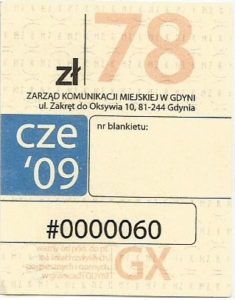 zł 78
ZARZĄD KOMUNIKACJI MIEJSKIEJ W GDYNI
ul. Zakręt do Oksywia 10, 81-244 Gdynia
cze
'09
nr blankietu:
#0000060
GX